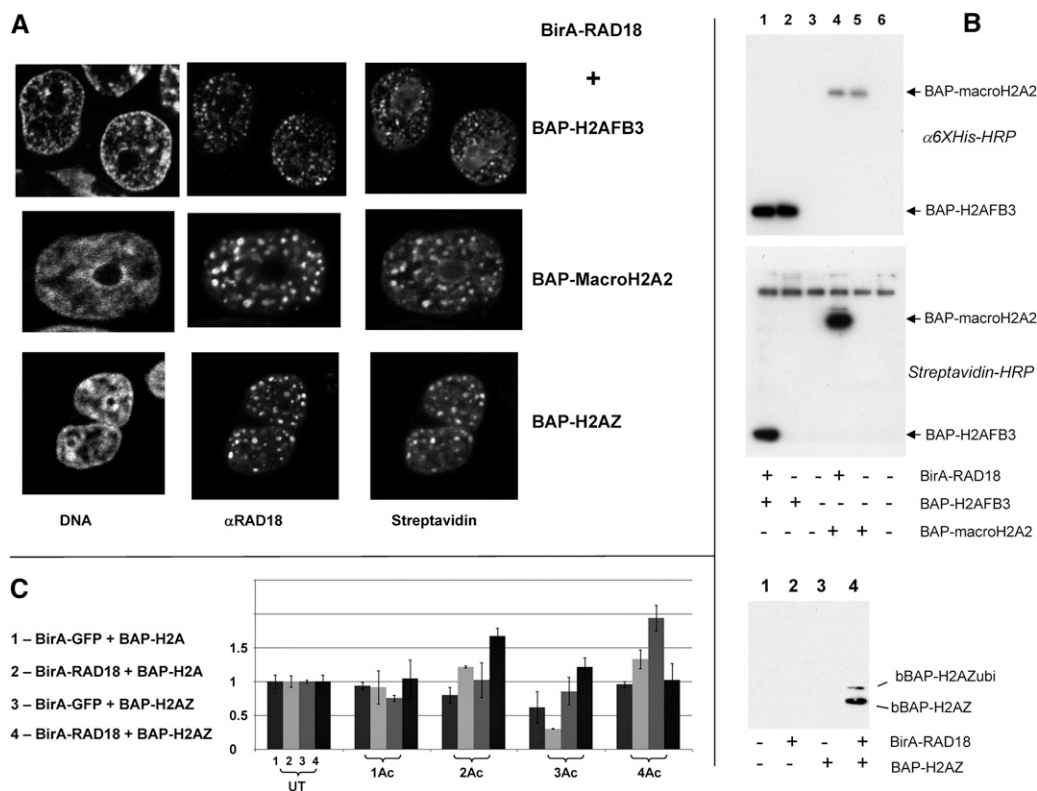 A
BirA-RAD18
+
BAP-H2AFB3
BAP-MacroH2A2
BAP-H2AZ
DNA αRAD18 Streptavidin
B
1 2 3 4 5 6
BAP-macroH2A2
α6XHis-HRP
BAP-H2AFB3
BAP-macroH2A2
Streptavidin-HRP
BAP-H2AFB3
BirA-RAD18 + - - + - -
BAP-H2AFB3 + + - - - -
BAP-macroH2A2 - - - + + -
1 2 3 4
bBAP-H2AZubi
bBAP-H2AZ
BirA-RAD18 - + - +
BAP-H2AZ - - + +
C
1 – BirA-GFP + BAP-H2A
2 – BirA-RAD18 + BAP-H2A
3 – BirA-GFP + BAP-H2AZ
4 – BirA-RAD18 + BAP-H2AZ
1.5
1
0.5
0
1 2 3 4
UT 1Ac 2Ac 3Ac 4Ac